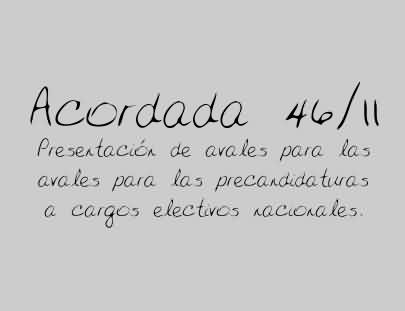 Acordada 46/11
Presentación de avales para las
avales para las precandidaturas
a cargos electivos nacionales.